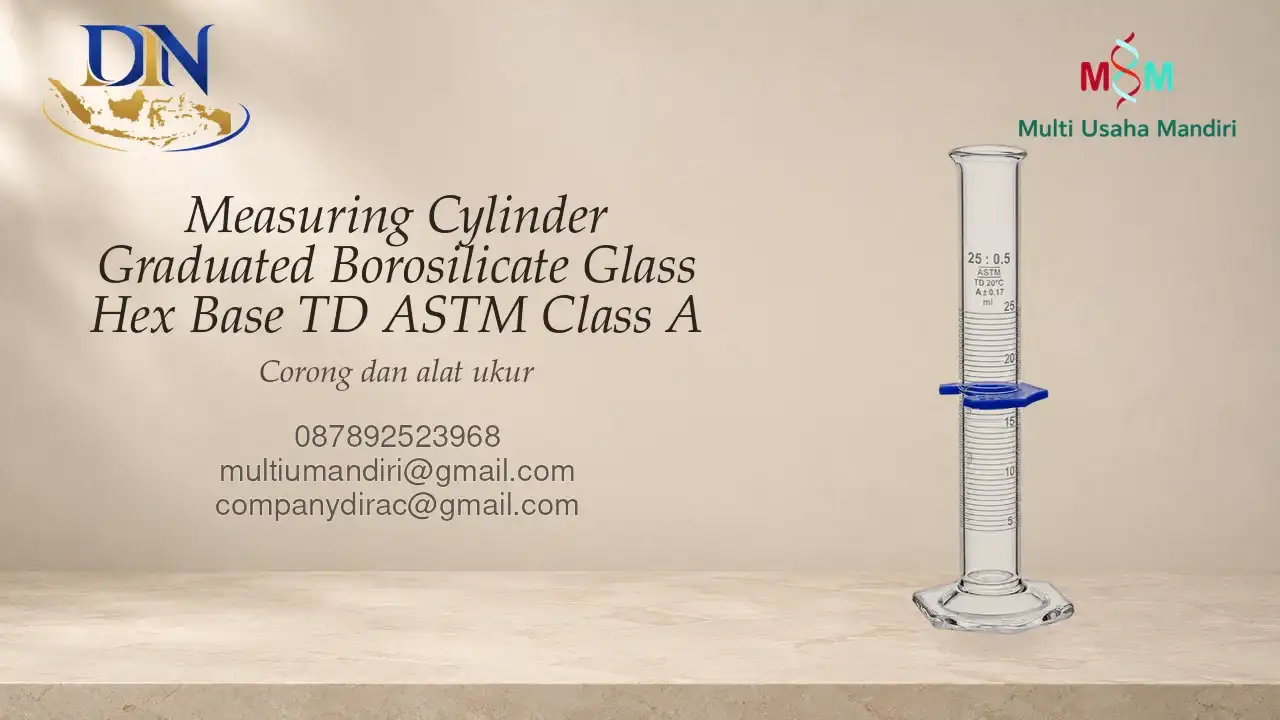 DIN
M M
Multi Usaha Mandiri
Measuring Cylinder
Graduated Borosilicate Glass
Hex Base TD ASTM Class A
Corong dan alat ukur
087892523968
multiumandiri@gmail.com
companydirac@gmail.com
25 : 0.5
ASTM
TD 20°C
A ± 0.17
ml
25
20
15
10
5